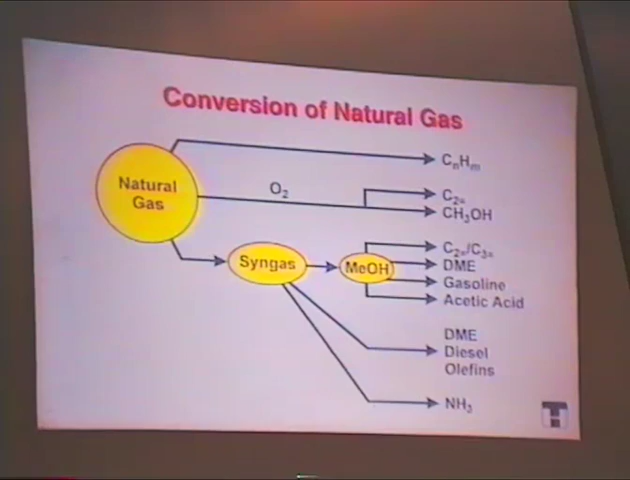 Conversion of Natural Gas
CₙHₘ
Natural
Gas
O₂
C₂₌
CH₃OH
Syngas
MeOH
C₂₌/C₃₌
DME
Gasoline
Acetic Acid
DME
Diesel
Olefins
NH₃